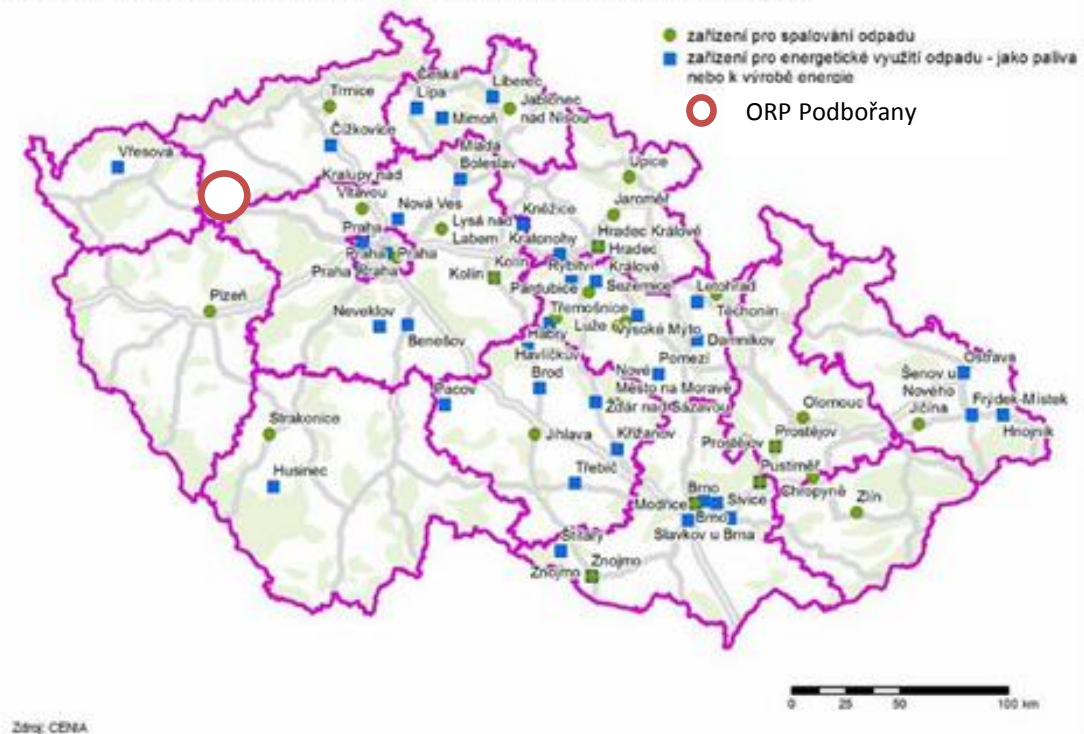 zařízení pro spalování odpadu
zařízení pro energetické využití odpadu - jako paliva
nebo k výrobě energie
ORP Podbořany
Česká
Lípa
Liberec
Trmice
Jablonec
nad Nisou
Mimoň
Čížkovice
Mladá
Boleslav
Vřesová
Úpice
Kralupy nad
Vltavou
Nová Ves
Jaroměř
Kněžice
Lysá nad
Labem
Praha
Kratonohy
Hradec Králové
Hradec
Králové
Praha
Praha
Praha
Praha
Kolín
Kolín
Rybitví
Pardubice
Sezemice
Letohrad
Těchonín
Plzeň
Třemošnice
Neveklov
Luže
Vysoké Mýto
Benešov
Habry
Damníkov
Havlíčkův
Brod
Pomezí
Nové
Město na Moravě
Pacov
Žďár nad Sázavou
Ostrava
Šenov u
Nového
Jičína
Frýdek-Místek
Hnojník
Olomouc
Strakonice
Jihlava
Křižanov
Prostějov
Prostějov
Husinec
Třebíč
Pustiměř
Chropyně
Zlín
Brno
Slvice
Modřice
Brno
Slavkov u Brna
Štítary
Znojmo
Znojmo
0 25 50 100 km
Zdroj: CENIA